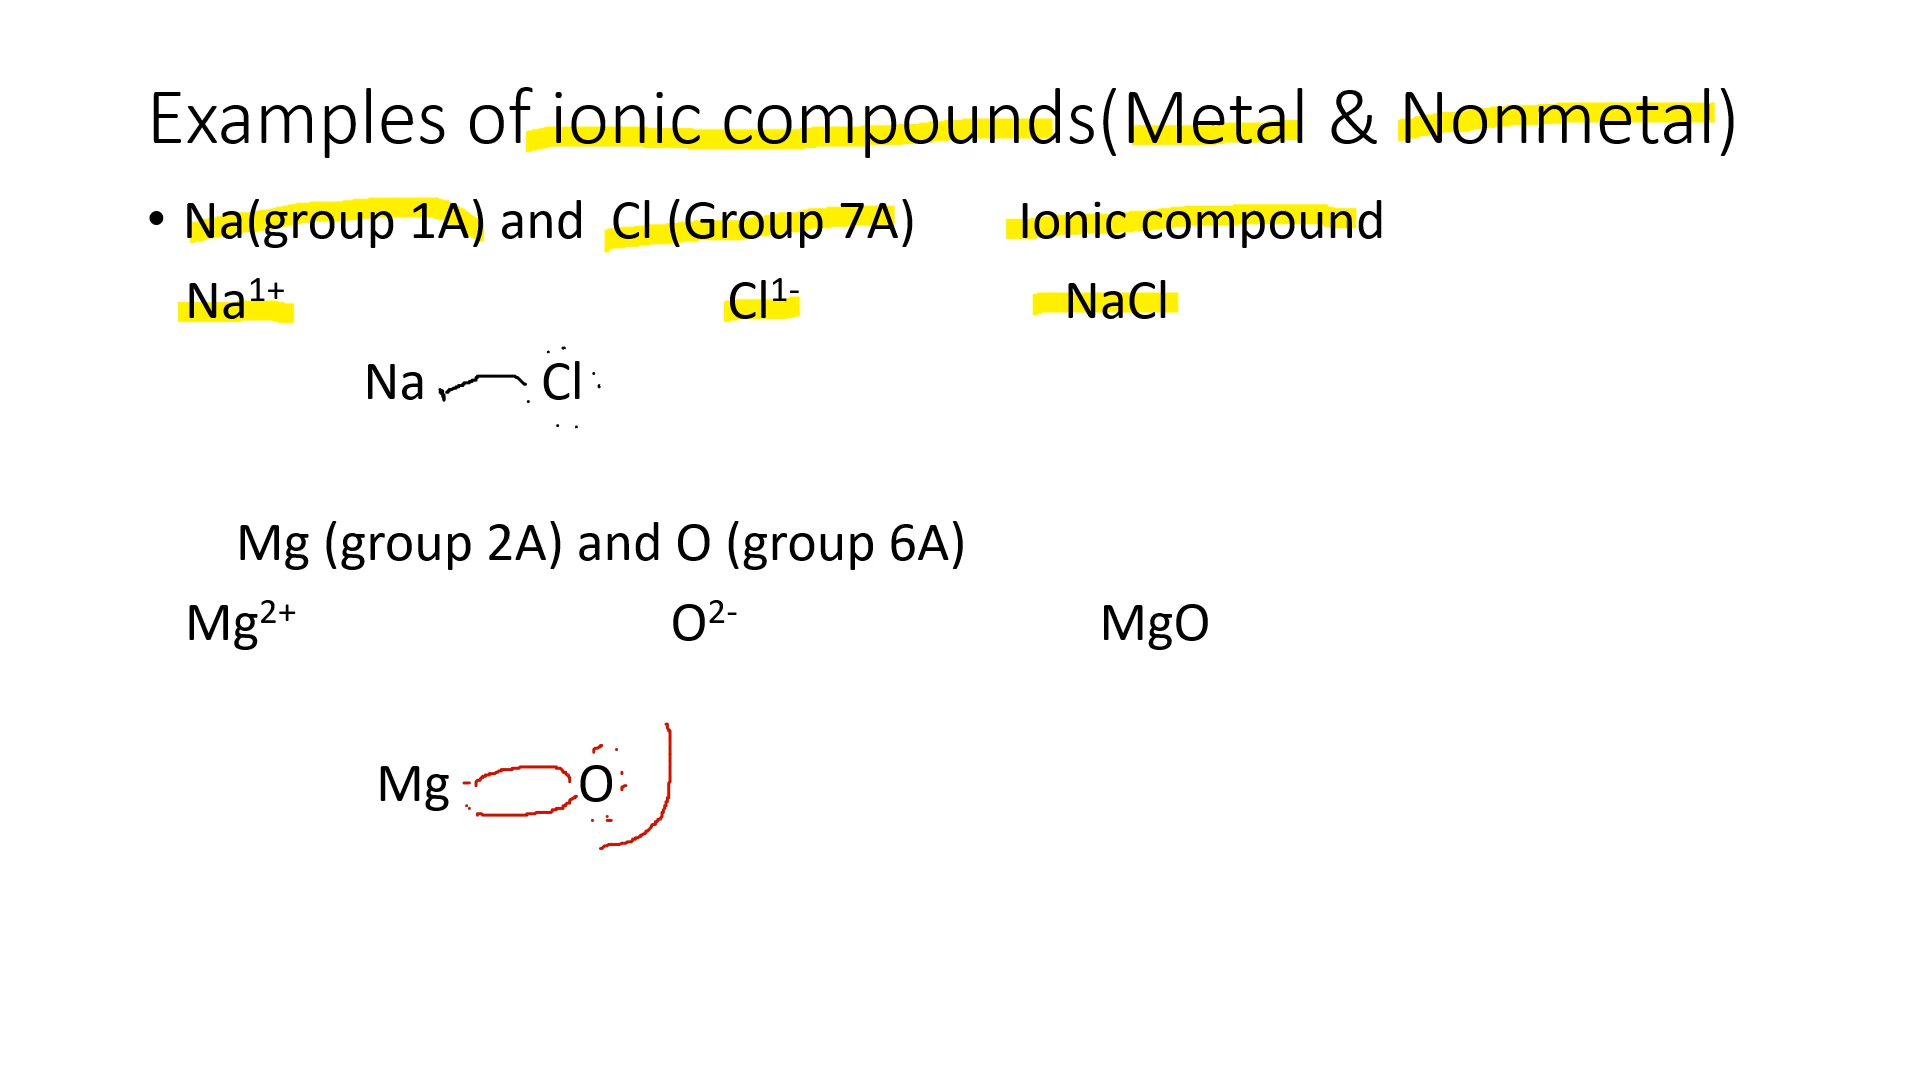 Examples of ionic compounds(Metal & Nonmetal)
• Na(group 1A) and Cl (Group 7A) Ionic compound
Na¹⁺ Cl¹⁻ NaCl
Na Cl
Mg (group 2A) and O (group 6A)
Mg²⁺ O²⁻ MgO
Mg O